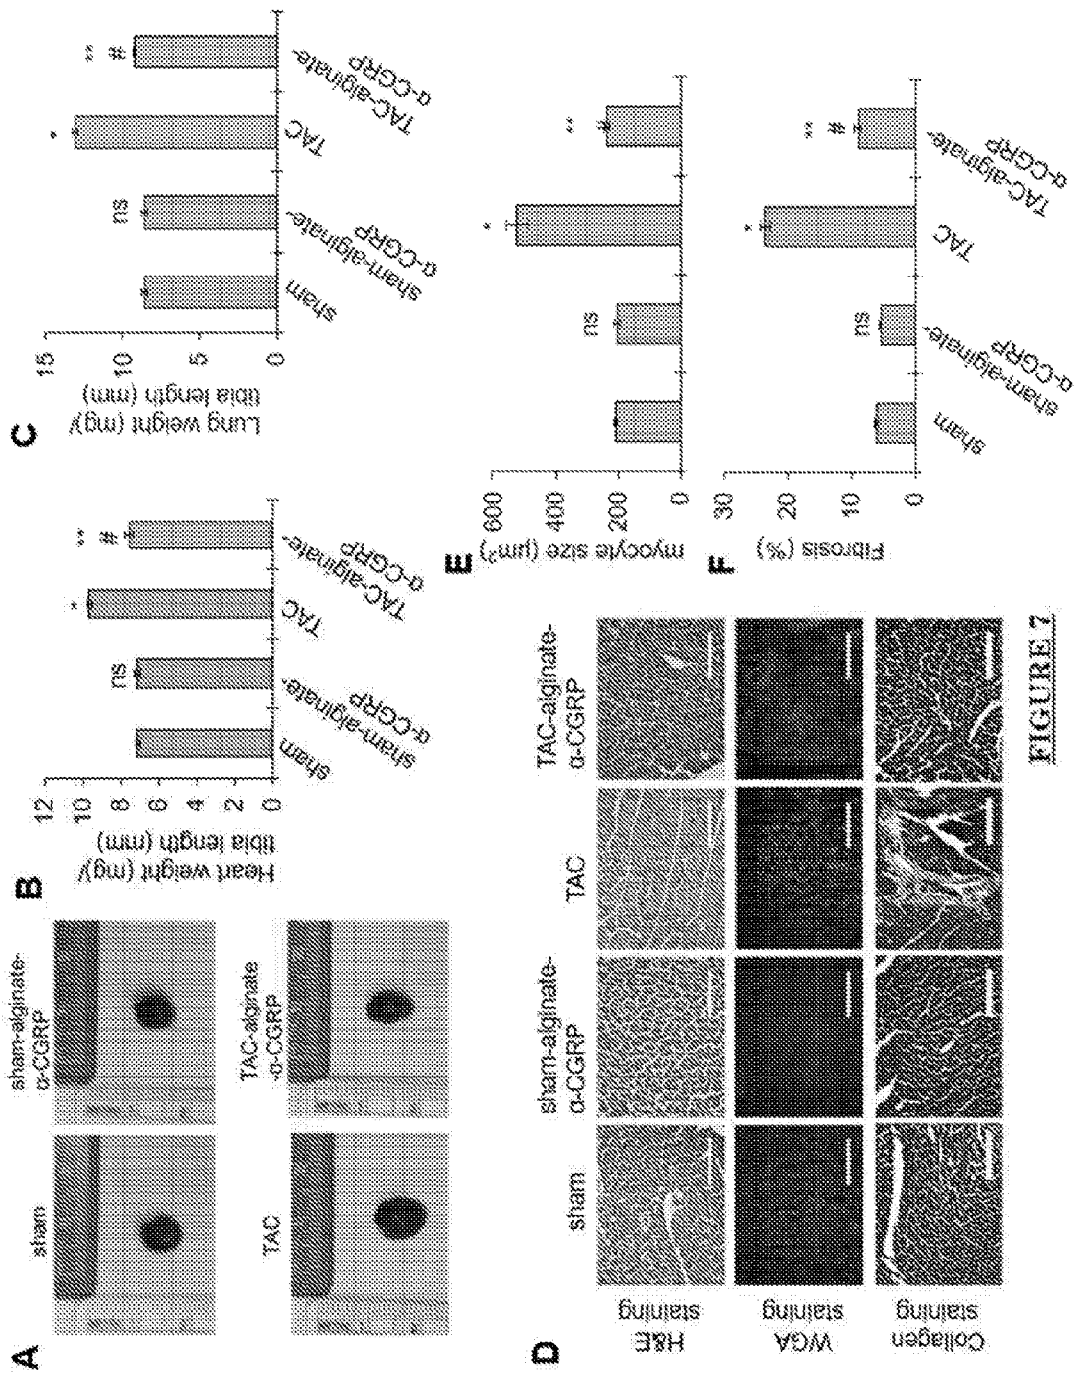 A
sham
sham-alginate-
α-CGRP
TAC
TAC-alginate
-α-CGRP
B
Heart weight (mg)/
tibia length (mm)
12
10
8
6
4
2
0
ns
*
**
#
sham
sham-alginate-
α-CGRP
TAC
TAC-alginate-
α-CGRP
C
Lung weight (mg)/
tibia length (mm)
15
10
5
0
ns
*
**
#
sham
sham-alginate-
α-CGRP
TAC
TAC-alginate-
α-CGRP
D
sham
sham-alginate-
α-CGRP
TAC
TAC-alginate-
α-CGRP
H&E
staining
WGA
staining
Collagen
staining
E
myocyte size (μm²)
600
400
200
0
ns
*
**
#
F
Fibrosis (%)
30
20
10
0
ns
*
**
#
sham
sham-alginate-
α-CGRP
TAC
TAC-alginate-
α-CGRP
FIGURE 7